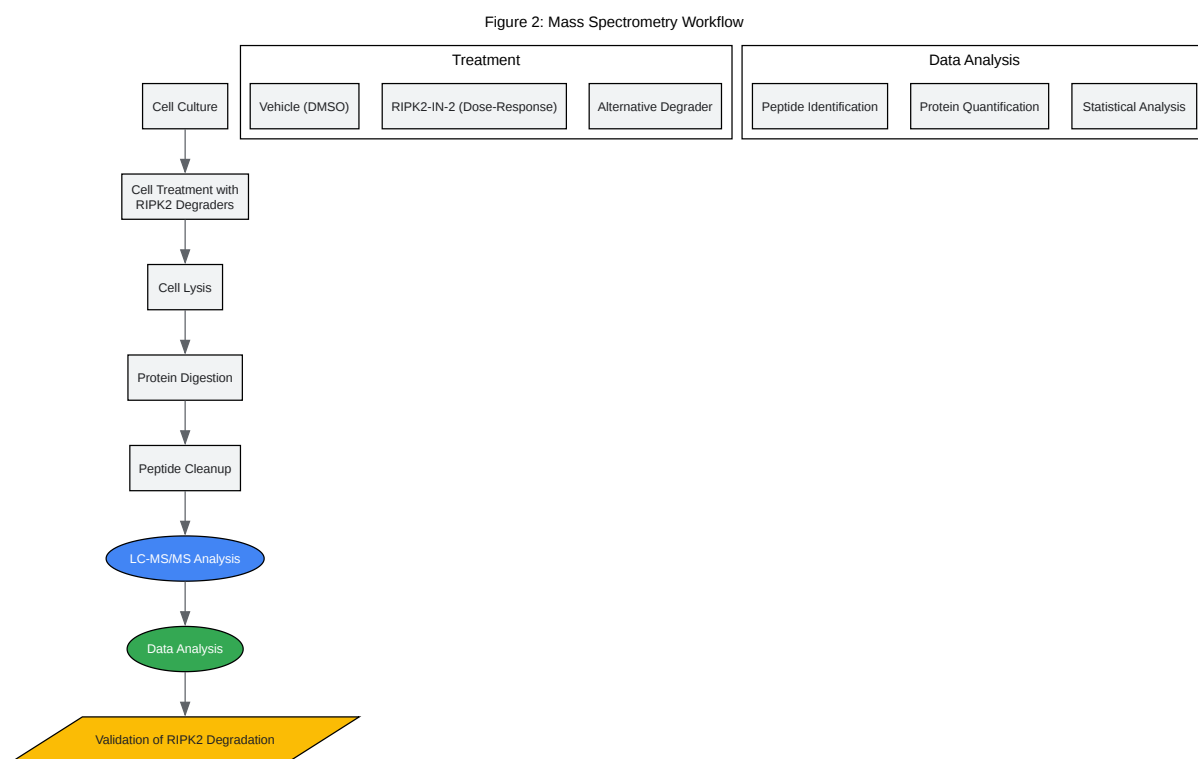 Figure 2: Mass Spectrometry Workflow
Treatment
Data Analysis
Cell Culture
Vehicle (DMSO)
RIPK2-IN-2 (Dose-Response)
Alternative Degrader
Peptide Identification
Protein Quantification
Statistical Analysis
Cell Treatment with
RIPK2 Degraders
Cell Lysis
Protein Digestion
Peptide Cleanup
LC-MS/MS Analysis
Data Analysis
Validation of RIPK2 Degradation